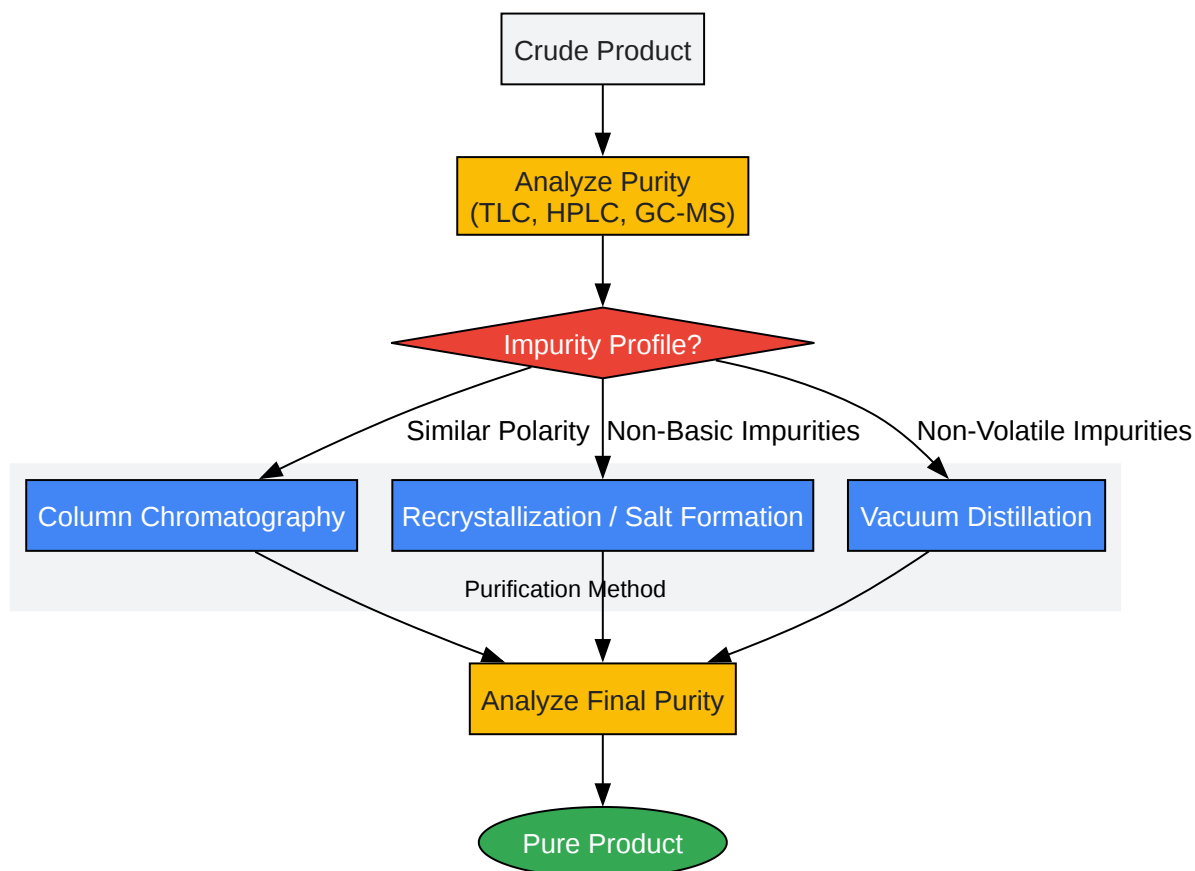 Crude Product
Analyze Purity
(TLC, HPLC, GC-MS)
Impurity Profile?
Similar Polarity
Non-Basic Impurities
Non-Volatile Impurities
Column Chromatography
Recrystallization / Salt Formation
Vacuum Distillation
Purification Method
Analyze Final Purity
Pure Product